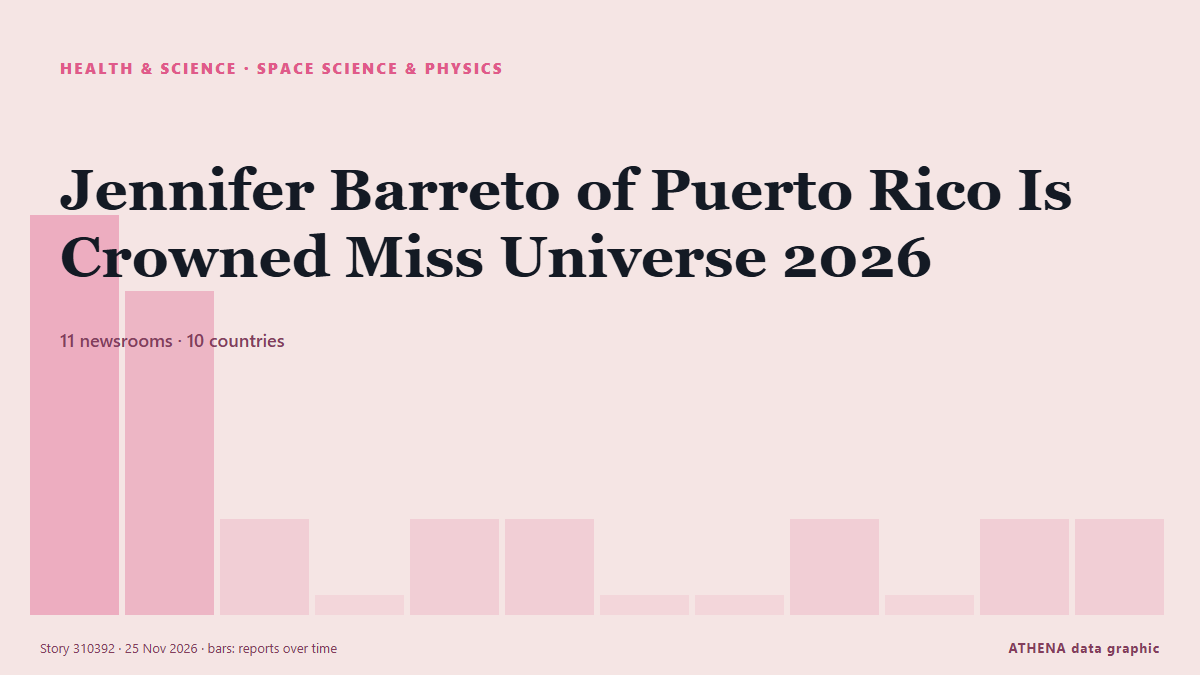 HEALTH & SCIENCE · SPACE SCIENCE & PHYSICS
Jennifer Barreto of Puerto Rico Is
Crowned Miss Universe 2026
11 newsrooms · 10 countries
Story 310392 · 25 Nov 2026 · bars: reports over time
ATHENA data graphic